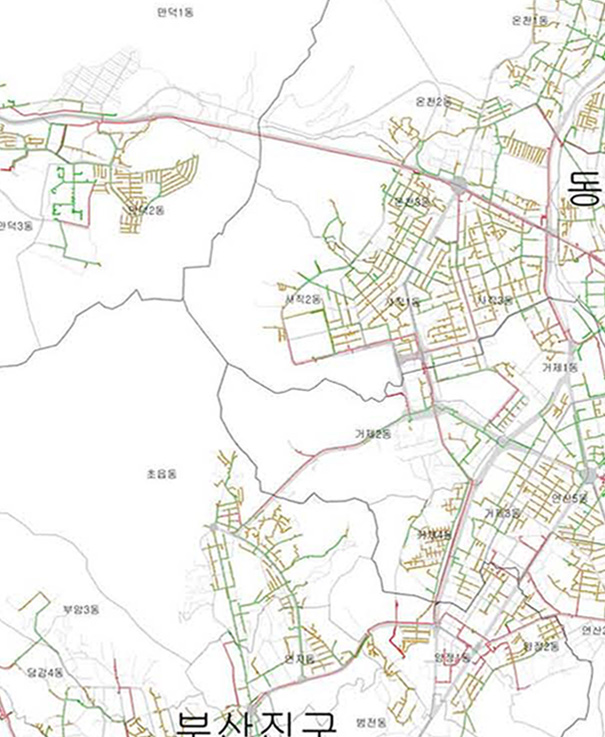 만덕1동
온천1동
온천2동
동
온천3동
만덕2동
만덕3동
사직2동
사직1동
사직3동
거제1동
거제2동
초읍동
연산5동
거제3동
거제4동
부암3동
연산
양정1동
양정2동
연지동
당감4동
부산진구
범천동